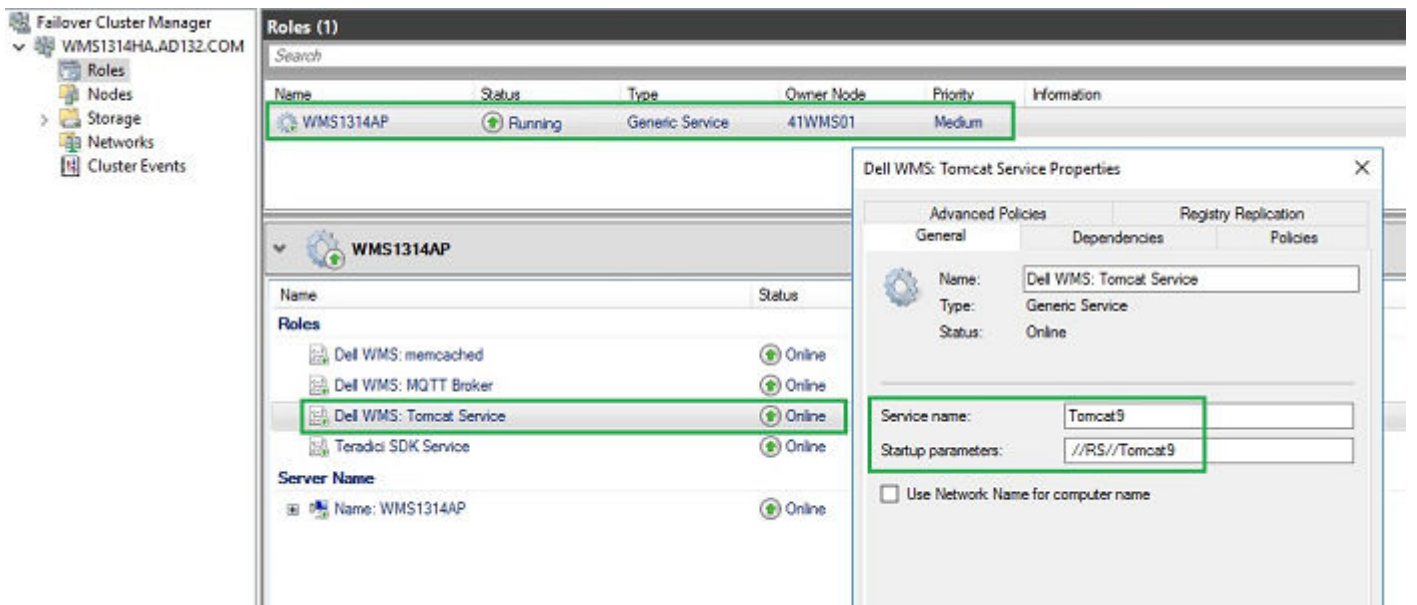 Failover Cluster Manager
WMS1314HA.AD132.COM
Roles
Nodes
Storage
Networks
Cluster Events
Roles (1)
Search
Name Status Type Owner Node Priority Information
WMS1314AP Running Generic Service 41WMS01 Medium
WMS1314AP
Name Status
Roles
Dell WMS: memcached Online
Dell WMS: MQTT Broker Online
Dell WMS: Tomcat Service Online
Teradici SDK Service Online
Server Name
Name: WMS1314AP Online
Dell WMS: Tomcat Service Properties
Advanced Policies Registry Replication
General Dependencies Policies
Name: Dell WMS: Tomcat Service
Type: Generic Service
Status: Online
Service name: Tomcat9
Startup parameters: //RS//Tomcat9
Use Network Name for computer name